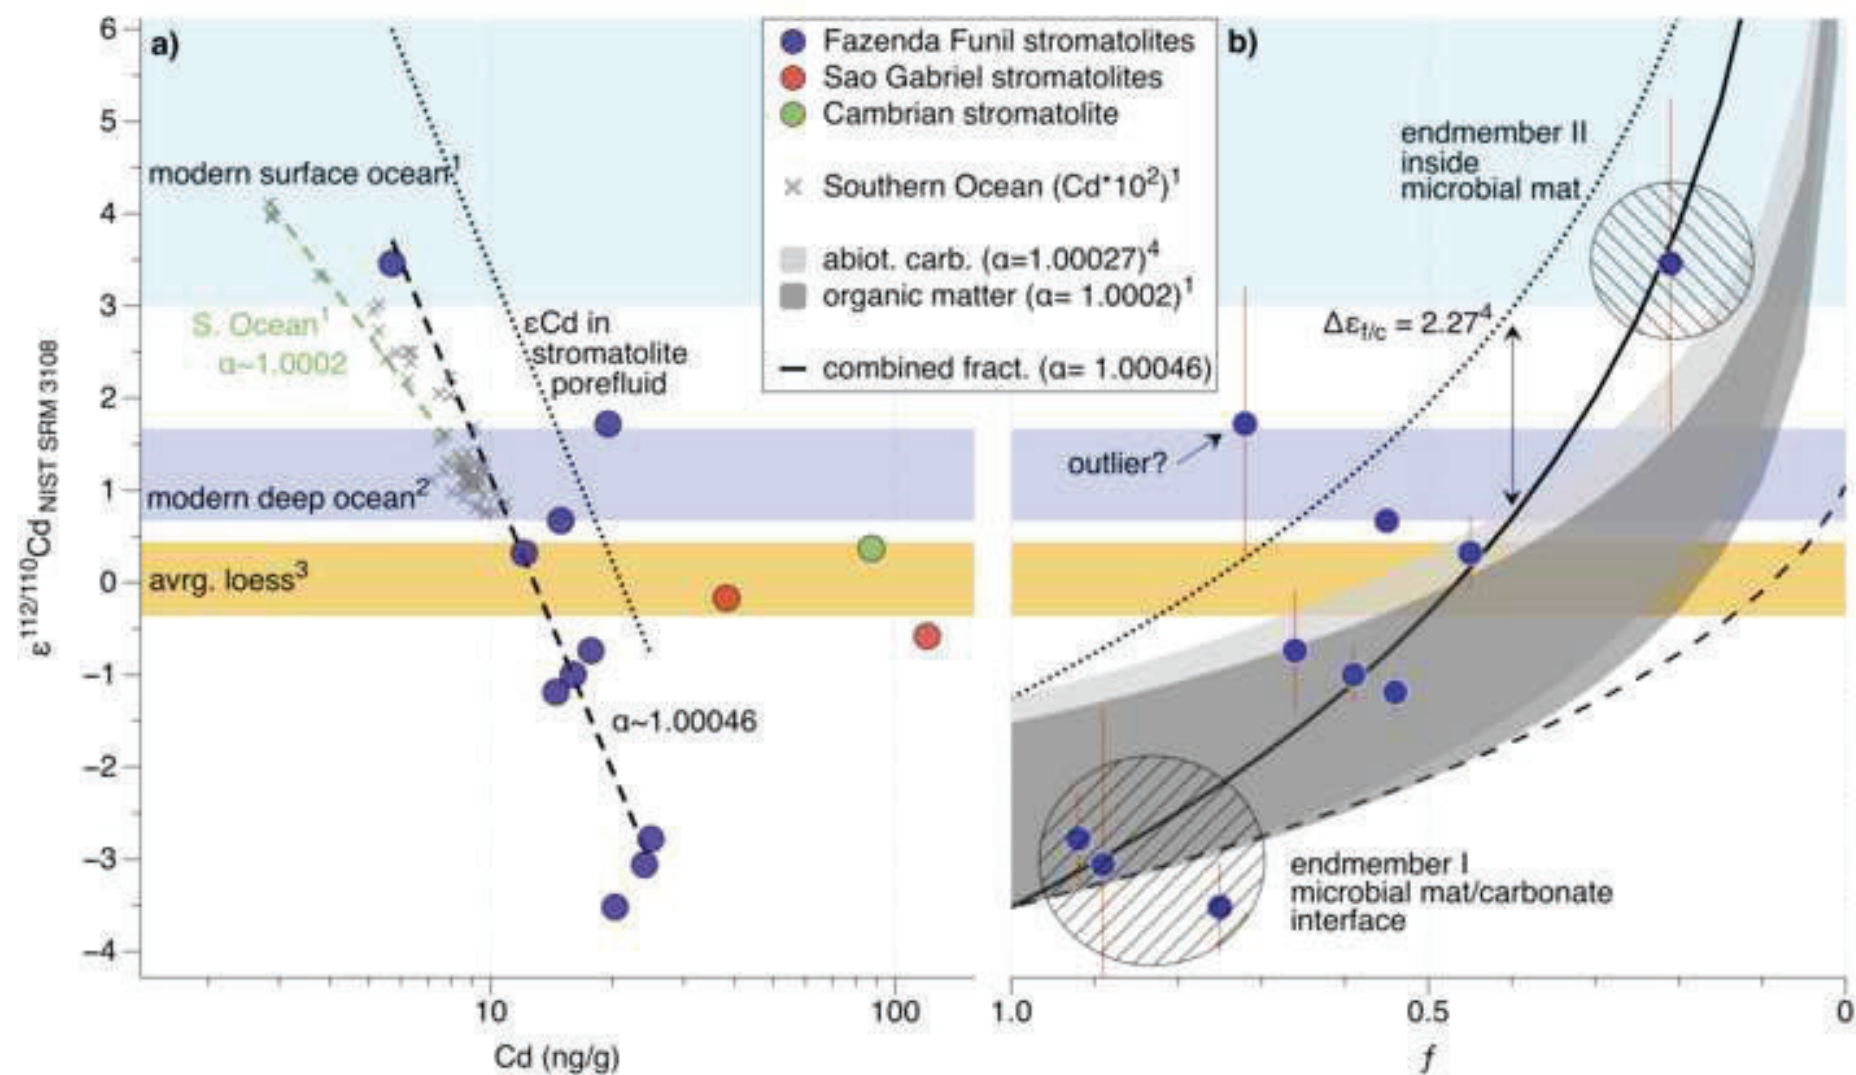 a)
ε112/110Cd NIST SRM 3108
6
5
4
3
2
1
0
−1
−2
−3
−4
modern surface ocean1
S. Ocean1
α~1.0002
εCd in
stromatolite
porefluid
modern deep ocean2
avrg. loess3
α~1.00046
10
100
Cd (ng/g)
Fazenda Funil stromatolites
Sao Gabriel stromatolites
Cambrian stromatolite
Southern Ocean (Cd*102)1
abiot. carb. (α=1.00027)4
organic matter (α= 1.0002)1
combined fract. (α= 1.00046)
b)
endmember II
inside
microbial mat
Δεf/c = 2.274
outlier?
endmember I
microbial mat/carbonate
interface
1.0
0.5
0
f